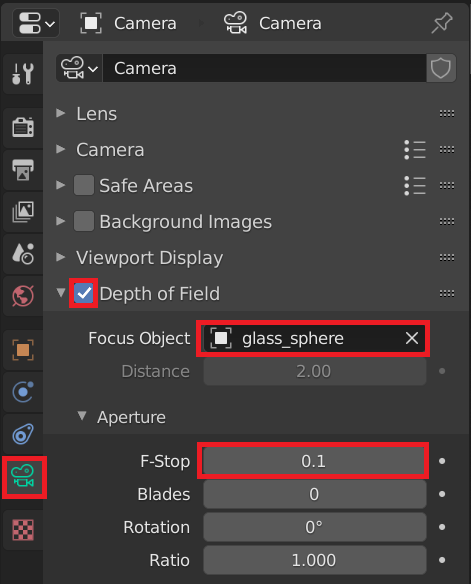 Camera Camera
Camera
Lens
Camera
Safe Areas
Background Images
Viewport Display
Depth of Field
Focus Object glass_sphere
Distance 2.00
Aperture
F-Stop 0.1
Blades 0
Rotation 0°
Ratio 1.000